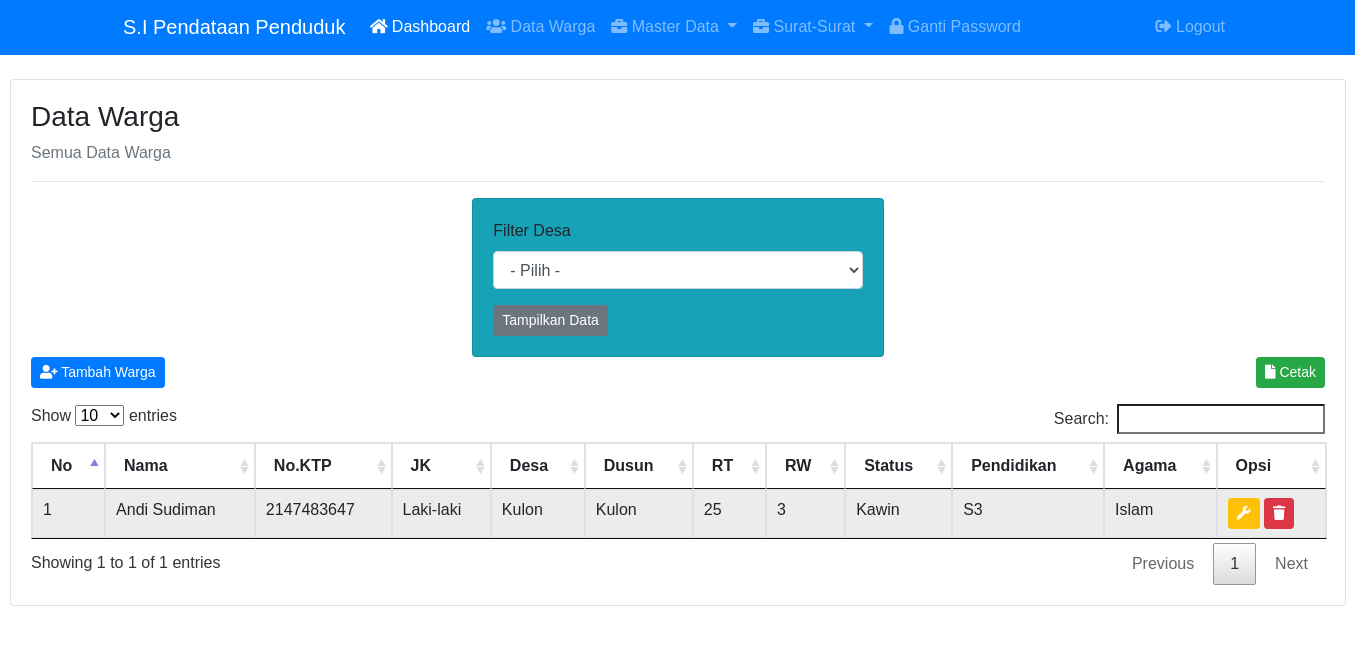 S.I Pendataan Penduduk Dashboard Data Warga Master Data Surat-Surat Ganti Password Logout
Data Warga
Semua Data Warga
Filter Desa
- Pilih -
Tampilkan Data
Tambah Warga Cetak
Show 10 entries Search:
No Nama No.KTP JK Desa Dusun RT RW Status Pendidikan Agama Opsi
1 Andi Sudiman 2147483647 Laki-laki Kulon Kulon 25 3 Kawin S3 Islam
Showing 1 to 1 of 1 entries Previous 1 Next